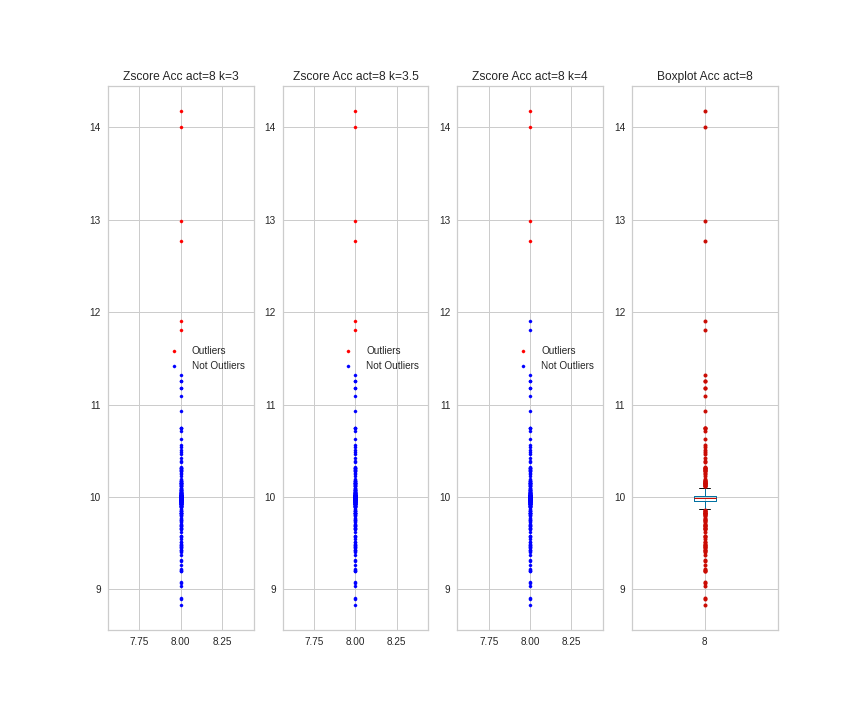 Zscore Acc act=8 k=3
14
13
12
11
10
9
Outliers
Not Outliers
7.75 8.00 8.25
Zscore Acc act=8 k=3.5
14
13
12
11
10
9
Outliers
Not Outliers
7.75 8.00 8.25
Zscore Acc act=8 k=4
14
13
12
11
10
9
Outliers
Not Outliers
7.75 8.00 8.25
Boxplot Acc act=8
14
13
12
11
10
9
8